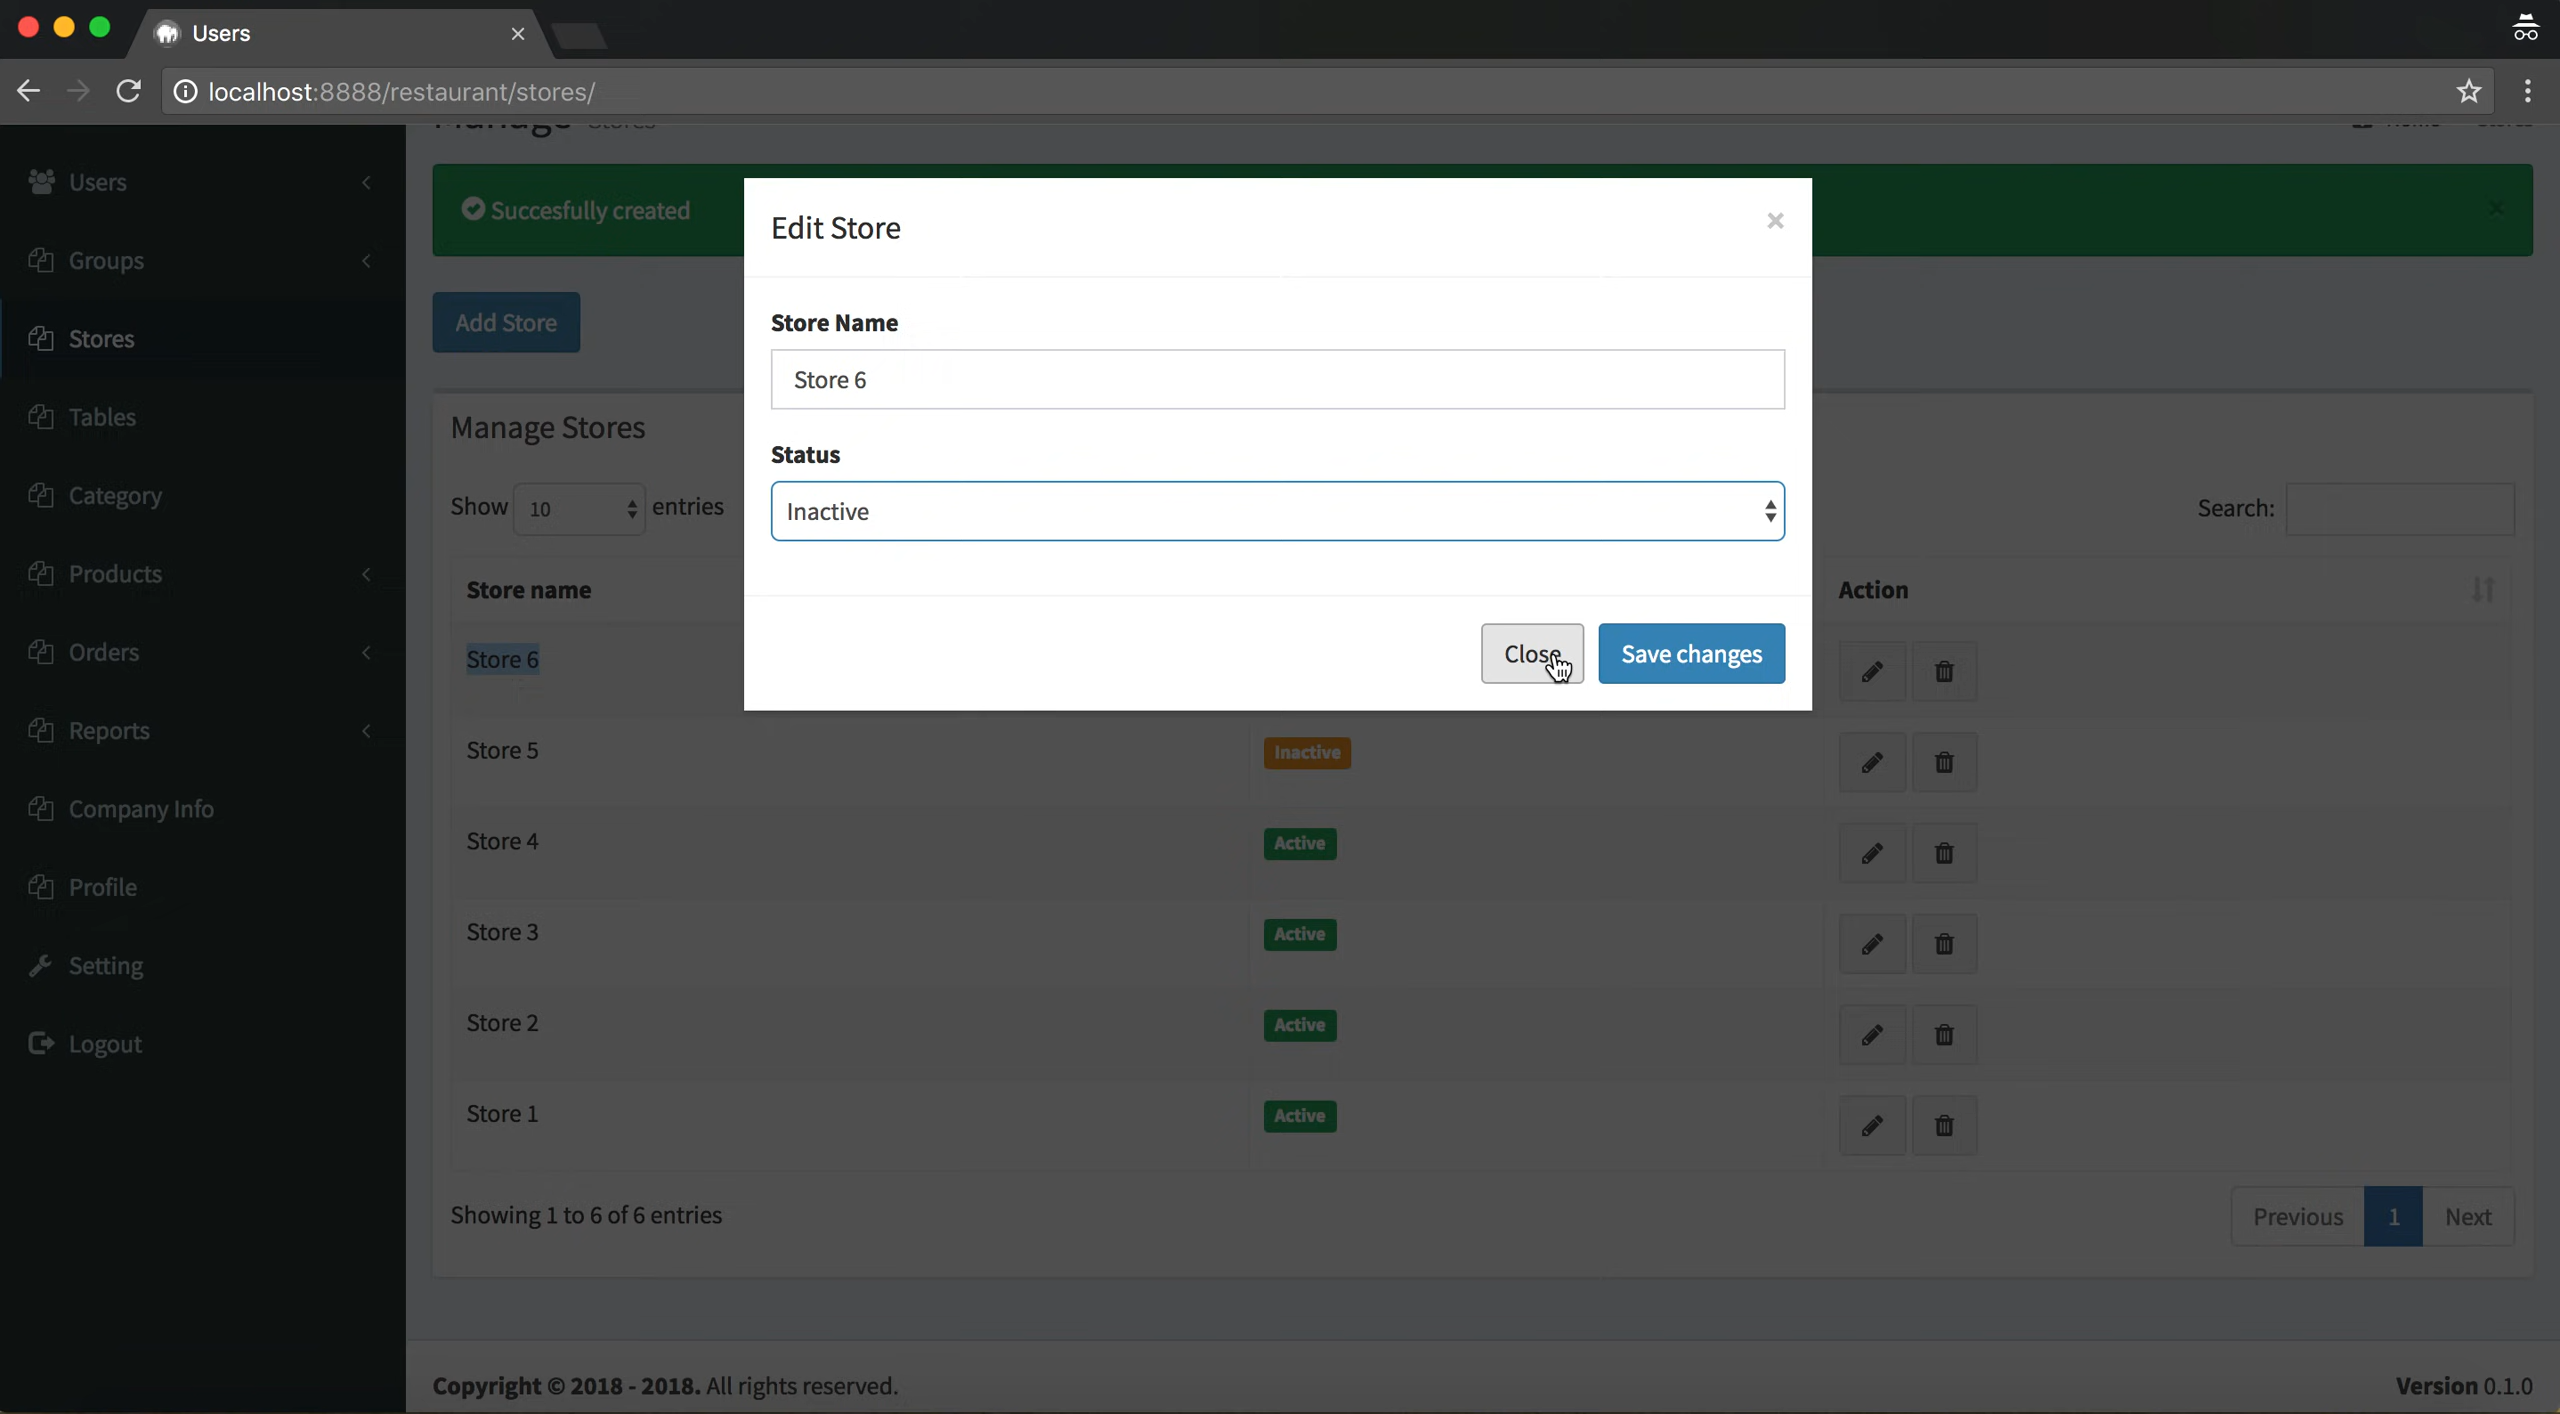 Users
localhost:8888/restaurant/stores/
Manage Stores
Users
Groups
Stores
Tables
Category
Products
Orders
Reports
Company Info
Profile
Setting
Logout
Succesfully created
Add Store
Manage Stores
Show 10 entries
Search:
Store name
Action
Store 6
Store 5
Inactive
Store 4
Active
Store 3
Active
Store 2
Active
Store 1
Active
Showing 1 to 6 of 6 entries
Previous 1 Next
Edit Store
Store Name
Store 6
Status
Inactive
Close
Save changes
Copyright © 2018 - 2018. All rights reserved.
Version 0.1.0